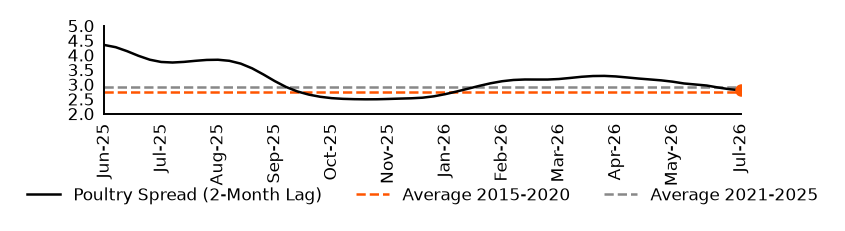 5.0
4.5
4.0
3.5
3.0
2.5
2.0
Jun-25
Jul-25
Aug-25
Sep-25
Oct-25
Nov-25
Jan-26
Feb-26
Mar-26
Apr-26
May-26
Jul-26
Poultry Spread (2-Month Lag)
Average 2015-2020
Average 2021-2025